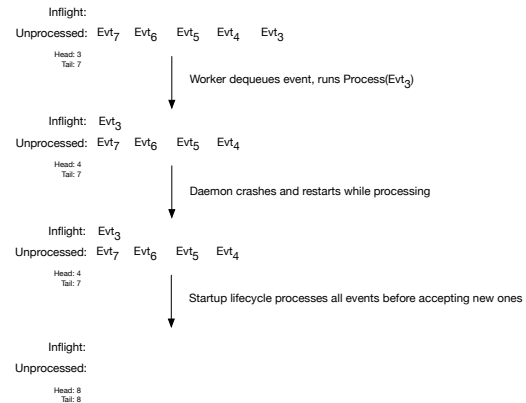 Inflight:
Unprocessed: Evt7 Evt6 Evt5 Evt4 Evt3
Head: 3
Tail: 7
Worker dequeues event, runs Process(Evt3)
Inflight: Evt3
Unprocessed: Evt7 Evt6 Evt5 Evt4
Head: 4
Tail: 7
Daemon crashes and restarts while processing
Inflight: Evt3
Unprocessed: Evt7 Evt6 Evt5 Evt4
Head: 4
Tail: 7
Startup lifecycle processes all events before accepting new ones
Inflight:
Unprocessed:
Head: 8
Tail: 8